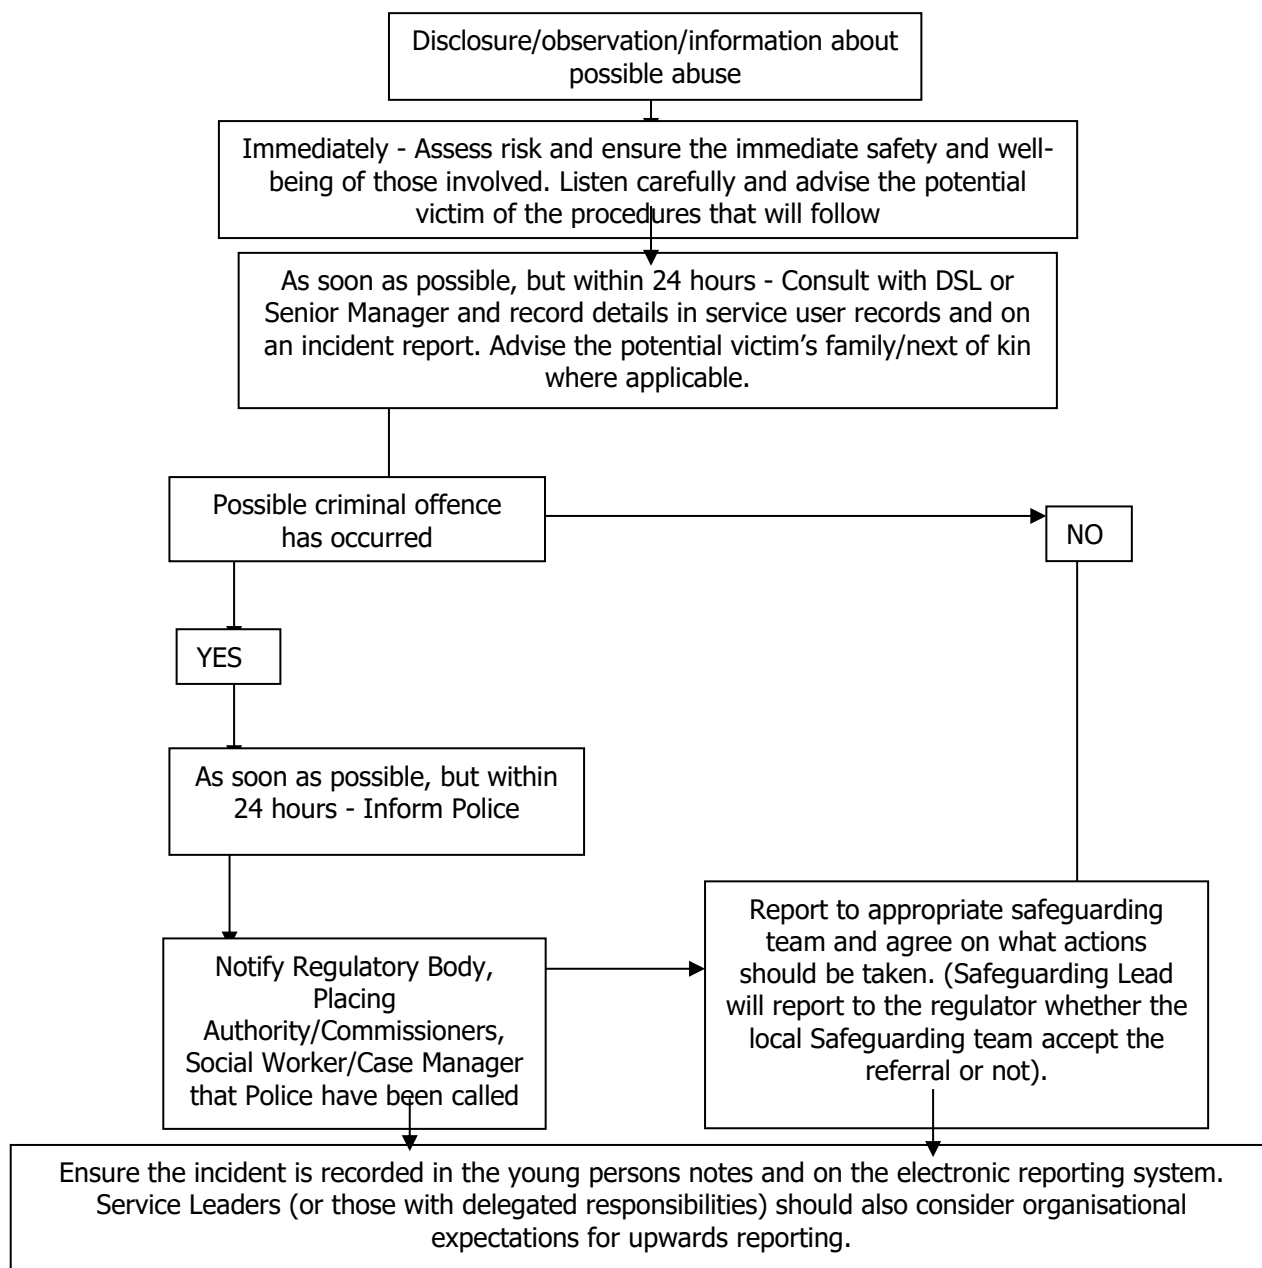 Disclosure/observation/information about
possible abuse
Immediately - Assess risk and ensure the immediate safety and well-
being of those involved. Listen carefully and advise the potential
victim of the procedures that will follow
As soon as possible, but within 24 hours - Consult with DSL or
Senior Manager and record details in service user records and on
an incident report. Advise the potential victim’s family/next of kin
where applicable.
Possible criminal offence
has occurred
NO
YES
As soon as possible, but within
24 hours - Inform Police
Notify Regulatory Body,
Placing
Authority/Commissioners,
Social Worker/Case Manager
that Police have been called
Report to appropriate safeguarding
team and agree on what actions
should be taken. (Safeguarding Lead
will report to the regulator whether the
local Safeguarding team accept the
referral or not).
Ensure the incident is recorded in the young persons notes and on the electronic reporting system.
Service Leaders (or those with delegated responsibilities) should also consider organisational
expectations for upwards reporting.